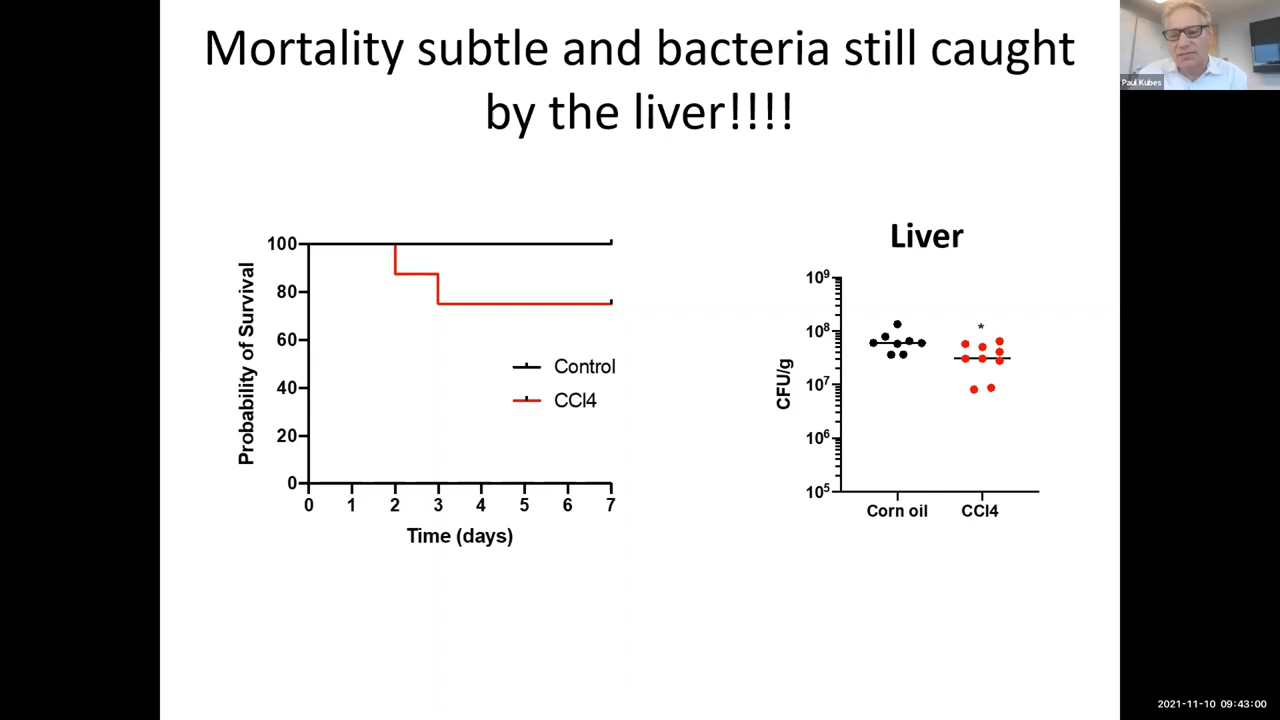 Mortality subtle and bacteria still caught
by the liver!!!!
Paul Kubes
Probability of Survival
100
80
60
40
20
0
0 1 2 3 4 5 6 7
Time (days)
Control
CCl4
Liver
CFU/g
10⁹
10⁸
10⁷
10⁶
10⁵
*
Corn oil CCl4
2021-11-10 09:43:00